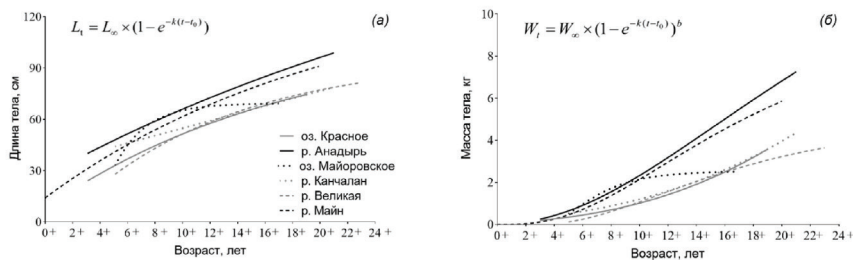 (а)
L_t = L_∞ × (1 − e^{−k(t−t_0)})
120
90
60
30
0
Длина тела, см
0+ 2+ 4+ 6+ 8+ 10+ 12+ 14+ 16+ 18+ 20+ 22+ 24+
Возраст, лет
оз. Красное
р. Анадырь
оз. Майоровское
р. Канчалан
р. Великая
р. Майн
(б)
W_t = W_∞ × (1 − e^{−k(t−t_0)})^b
10
8
6
4
2
0
Масса тела, кг
0+ 2+ 4+ 6+ 8+ 10+ 12+ 14+ 16+ 18+ 20+ 22+ 24+
Возраст, лет